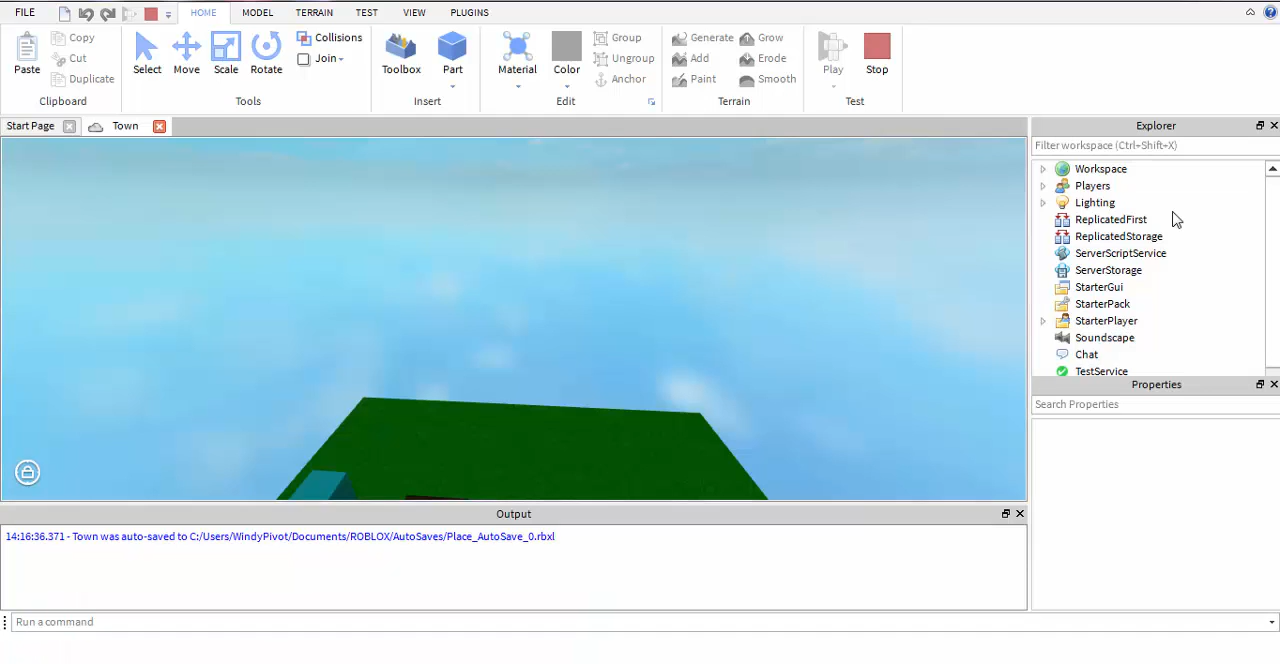 FILE HOME MODEL TERRAIN TEST VIEW PLUGINS
Copy Collisions Group Generate Grow
Cut Join Ungroup Add Erode
Paste Duplicate Select Move Scale Rotate Toolbox Part Material Color Anchor Paint Smooth Play Stop
Clipboard Tools Insert Edit Terrain Test
Start Page Town Explorer
Filter workspace (Ctrl+Shift+X)
Workspace
Players
Lighting
ReplicatedFirst
ReplicatedStorage
ServerScriptService
ServerStorage
StarterGui
StarterPack
StarterPlayer
Soundscape
Chat
TestService
Properties
Search Properties
Output
14:16:36.371 - Town was auto-saved to C:/Users/WindyPivot/Documents/ROBLOX/AutoSaves/Place_AutoSave_0.rbxl
Run a command